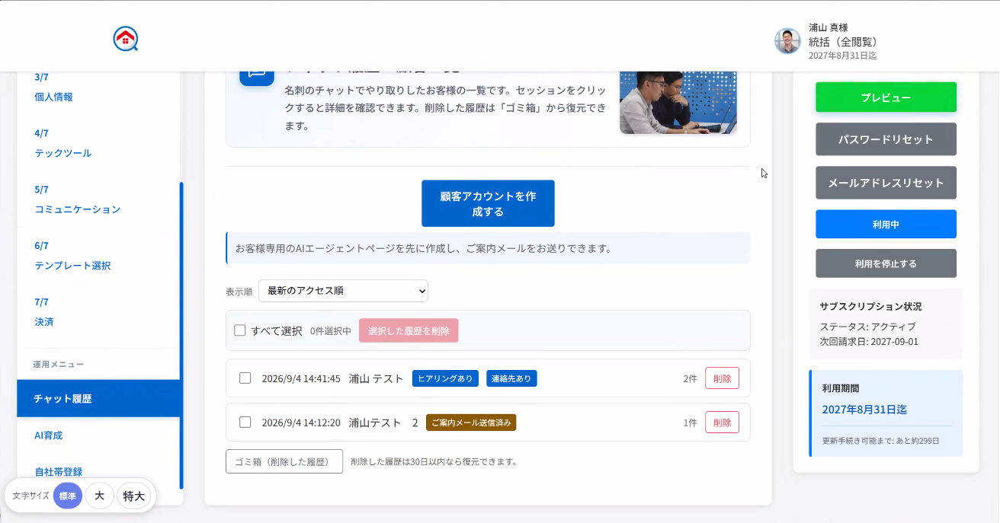 浦山 真様
統括（全閲覧）
2027年8月31日迄
3/7
個人情報
4/7
テックツール
5/7
コミュニケーション
6/7
テンプレート選択
7/7
決済
運用メニュー
チャット履歴
AI育成
自社帯登録
文字サイズ 標準 大 特大
名刺のチャットでやり取りしたお客様の一覧です。セッションをクリッ
クすると詳細を確認できます。削除した履歴は「ゴミ箱」から復元でき
ます。
顧客アカウントを作
成する
お客様専用のAIエージェントページを先に作成し、ご案内メールをお送りできます。
表示順 最新のアクセス順
すべて選択 0件選択中 選択した履歴を削除
2026/9/4 14:41:45 浦山 テスト ヒアリングあり 連絡先あり 2件 削除
2026/9/4 14:12:20 浦山テスト 2 ご案内メール送信済み 1件 削除
ゴミ箱（削除した履歴） 削除した履歴は30日以内なら復元できます。
プレビュー
パスワードリセット
メールアドレスリセット
利用中
利用を停止する
サブスクリプション状況
ステータス: アクティブ
次回請求日: 2027-09-01
利用期間
2027年8月31日迄
更新手続き可能まで: あと約299日